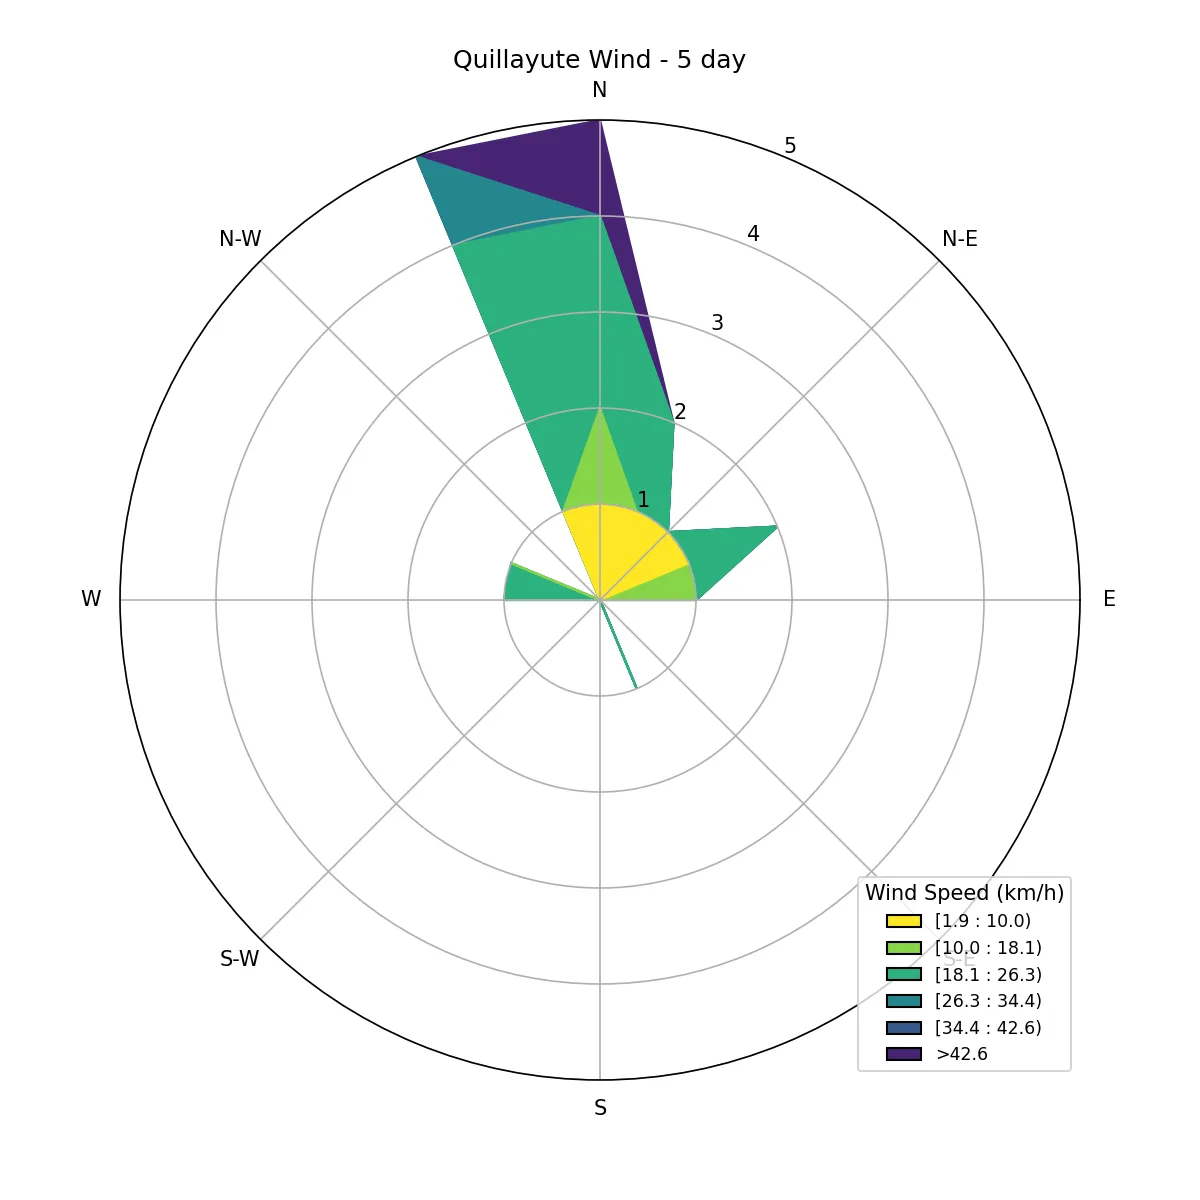 Quillayute Wind - 5 day
N
5
N-W
4
N-E
3
2
1
W
E
Wind Speed (km/h)
[1.9 : 10.0)
[10.0 : 18.1)
S-W
S-E
[18.1 : 26.3)
[26.3 : 34.4)
[34.4 : 42.6)
>42.6
S